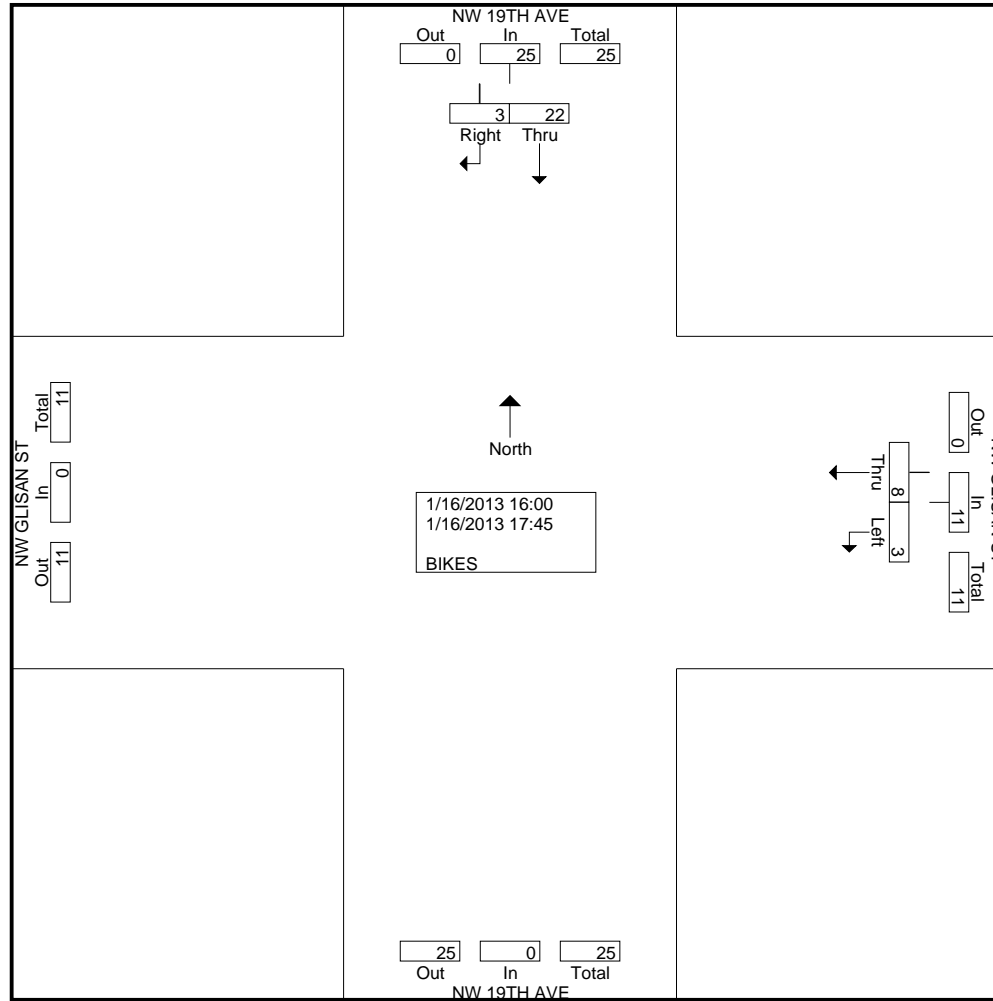 NW 19TH AVE
Out In Total
0 25 25
3 22
Right Thru
NW GLISAN ST
Total In Out
11 0 11
North
1/16/2013 16:00
1/16/2013 17:45
BIKES
Thru Left
8 3
Out In Total
0 11 11
25 0 25
Out In Total
NW 19TH AVE